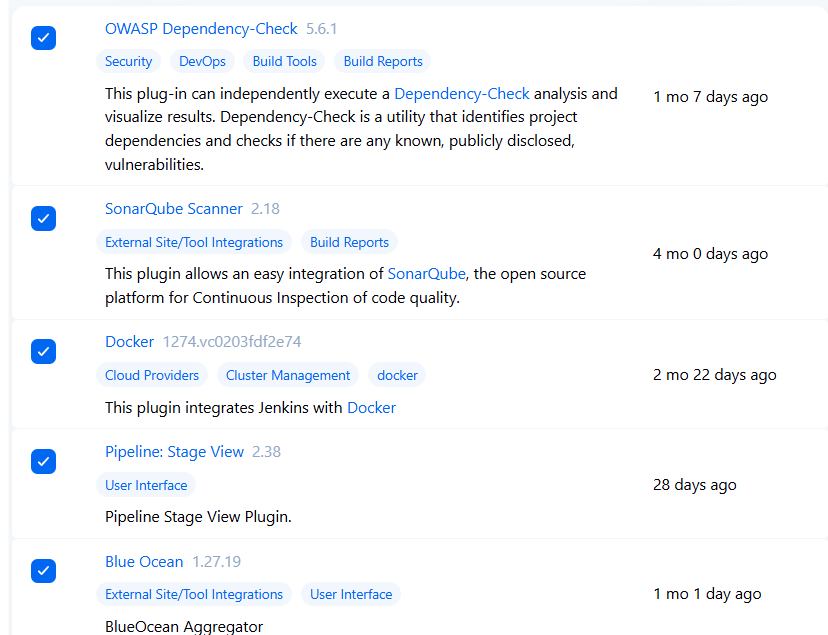 OWASP Dependency-Check 5.6.1
Security DevOps Build Tools Build Reports
This plug-in can independently execute a Dependency-Check analysis and
visualize results. Dependency-Check is a utility that identifies project
dependencies and checks if there are any known, publicly disclosed,
vulnerabilities.
1 mo 7 days ago
SonarQube Scanner 2.18
External Site/Tool Integrations Build Reports
This plugin allows an easy integration of SonarQube, the open source
platform for Continuous Inspection of code quality.
4 mo 0 days ago
Docker 1274.vc0203fdf2e74
Cloud Providers Cluster Management docker
This plugin integrates Jenkins with Docker
2 mo 22 days ago
Pipeline: Stage View 2.38
User Interface
Pipeline Stage View Plugin.
28 days ago
Blue Ocean 1.27.19
External Site/Tool Integrations User Interface
BlueOcean Aggregator
1 mo 1 day ago